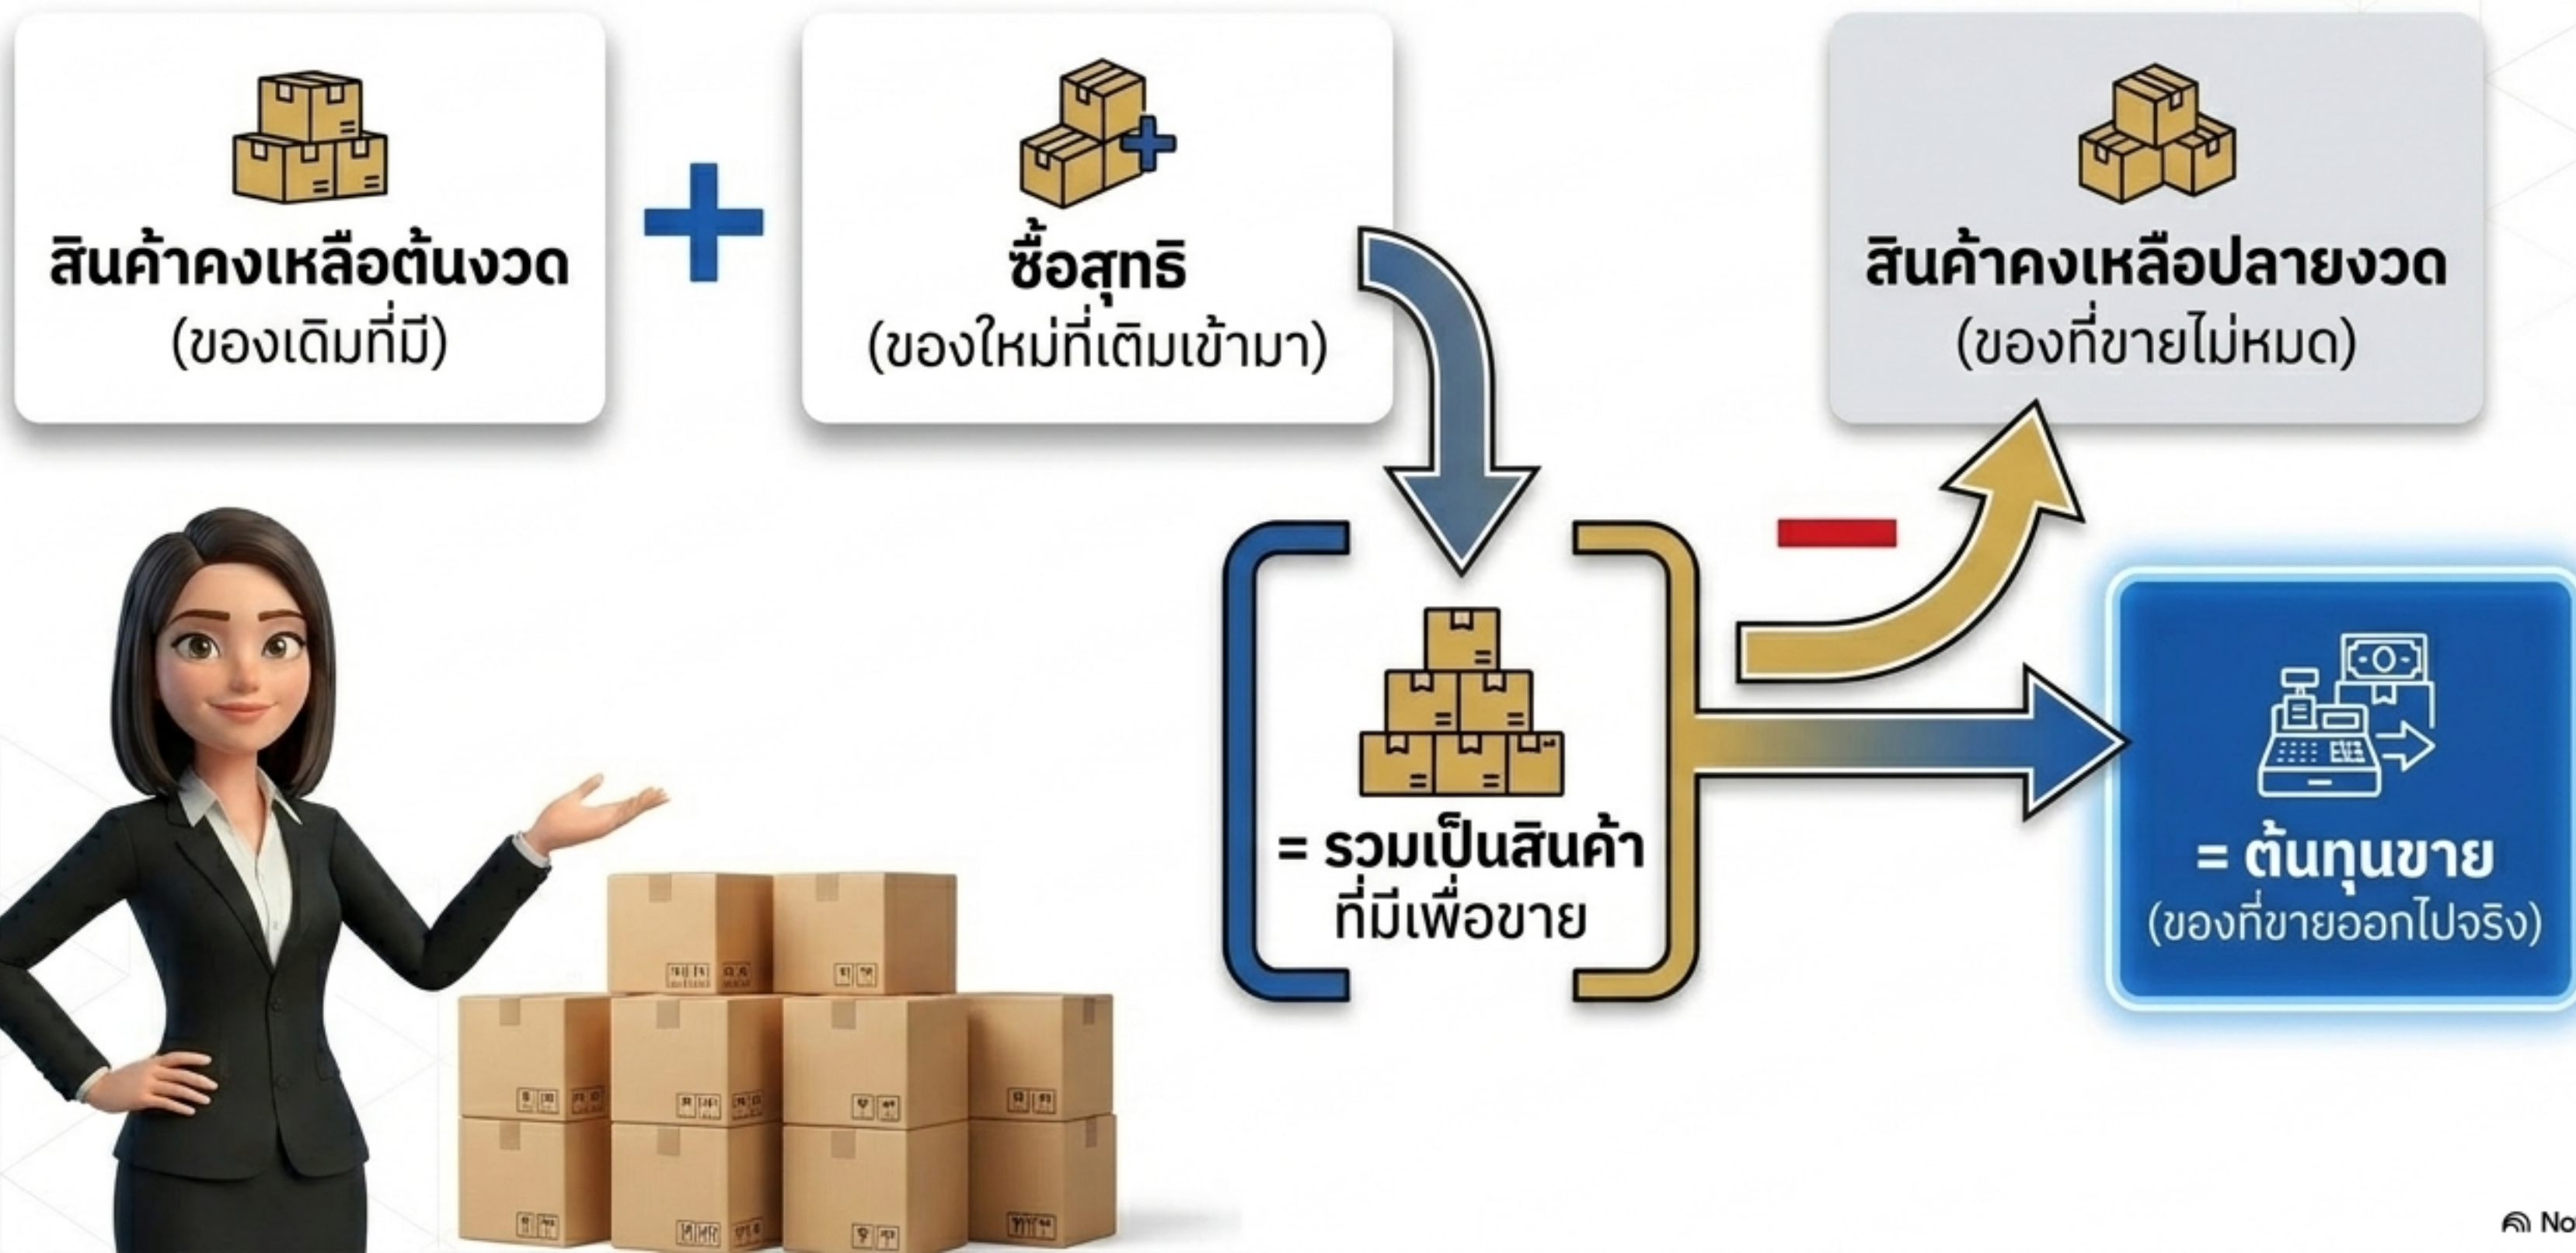 สินค้าคงเหลือต้นงวด
(ของเดิมที่มี)
ซื้อสุทธิ
(ของใหม่ที่เติมเข้ามา)
สินค้าคงเหลือปลายงวด
(ของที่ขายไม่หมด)
= รวมเป็นสินค้า
ที่มีเพื่อขาย
= ต้นทุนขาย
(ของที่ขายออกไปจริง)
No